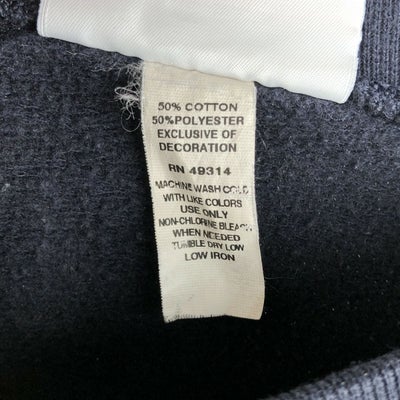 50% COTTON
50%POLYESTER
EXCLUSIVE OF
DECORATION
RN 49314
MACHINE WASH COLD
WITH LIKE COLORS
USE ONLY
NON-CHLORINE BLEACH
WHEN NEEDED
TUMBLE DRY LOW
LOW IRON